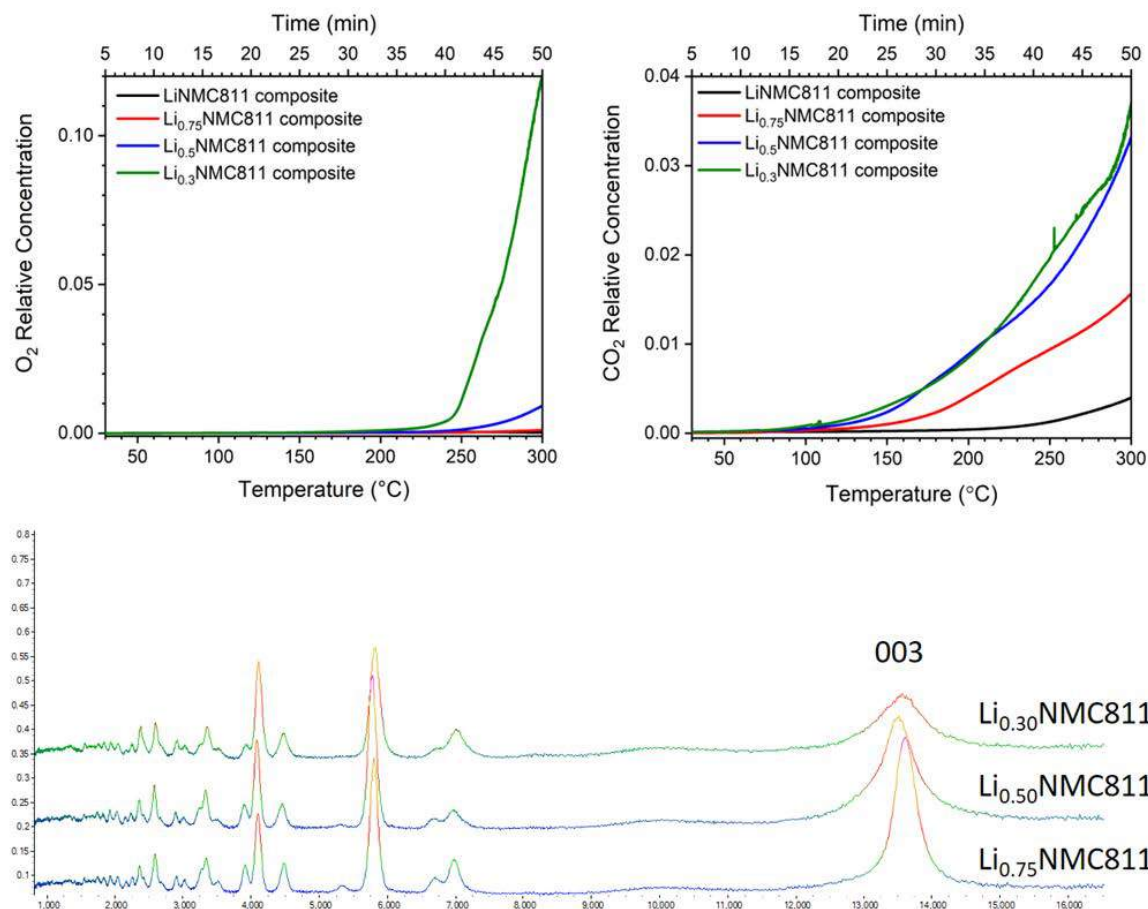 Time (min)
5 10 15 20 25 30 35 40 45 50
LiNMC811 composite
Li0.75NMC811 composite
Li0.5NMC811 composite
Li0.3NMC811 composite
O2 Relative Concentration
0.10
0.05
0.00
50 100 150 200 250 300
Temperature (°C)
Time (min)
5 10 15 20 25 30 35 40 45 50
0.04
LiNMC811 composite
Li0.75NMC811 composite
Li0.5NMC811 composite
Li0.3NMC811 composite
CO2 Relative Concentration
0.03
0.02
0.01
0.00
50 100 150 200 250 300
Temperature (°C)
0.8
0.75
0.7
0.65
0.6
0.55
0.5
0.45
0.4
0.35
0.3
0.25
0.2
0.15
0.1
003
Li0.30NMC811
Li0.50NMC811
Li0.75NMC811
1.000 2.000 3.000 4.000 5.000 6.000 7.000 8.000 9.000 10.000 11.000 12.000 13.000 14.000 15.000 16.000